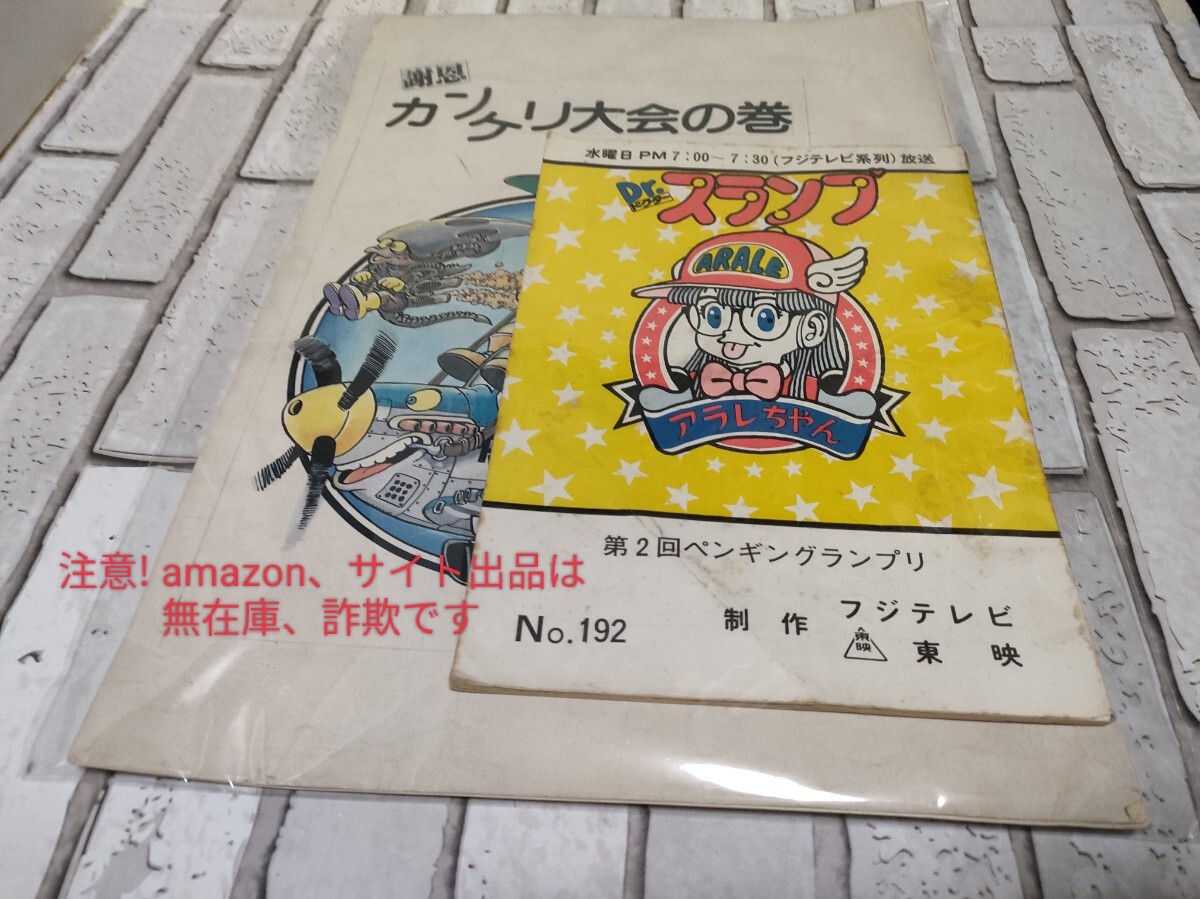 謝恩
カンケリ大会の巻
水曜日 PM 7:00〜7:30(フジテレビ系列)放送
Dr.スランプ
ドクター
ARALE
アラレちゃん
第2回ペンギングランプリ
No.192
制作 フジテレビ
東映 東映
注意! amazon、サイト出品は
無在庫、詐欺です